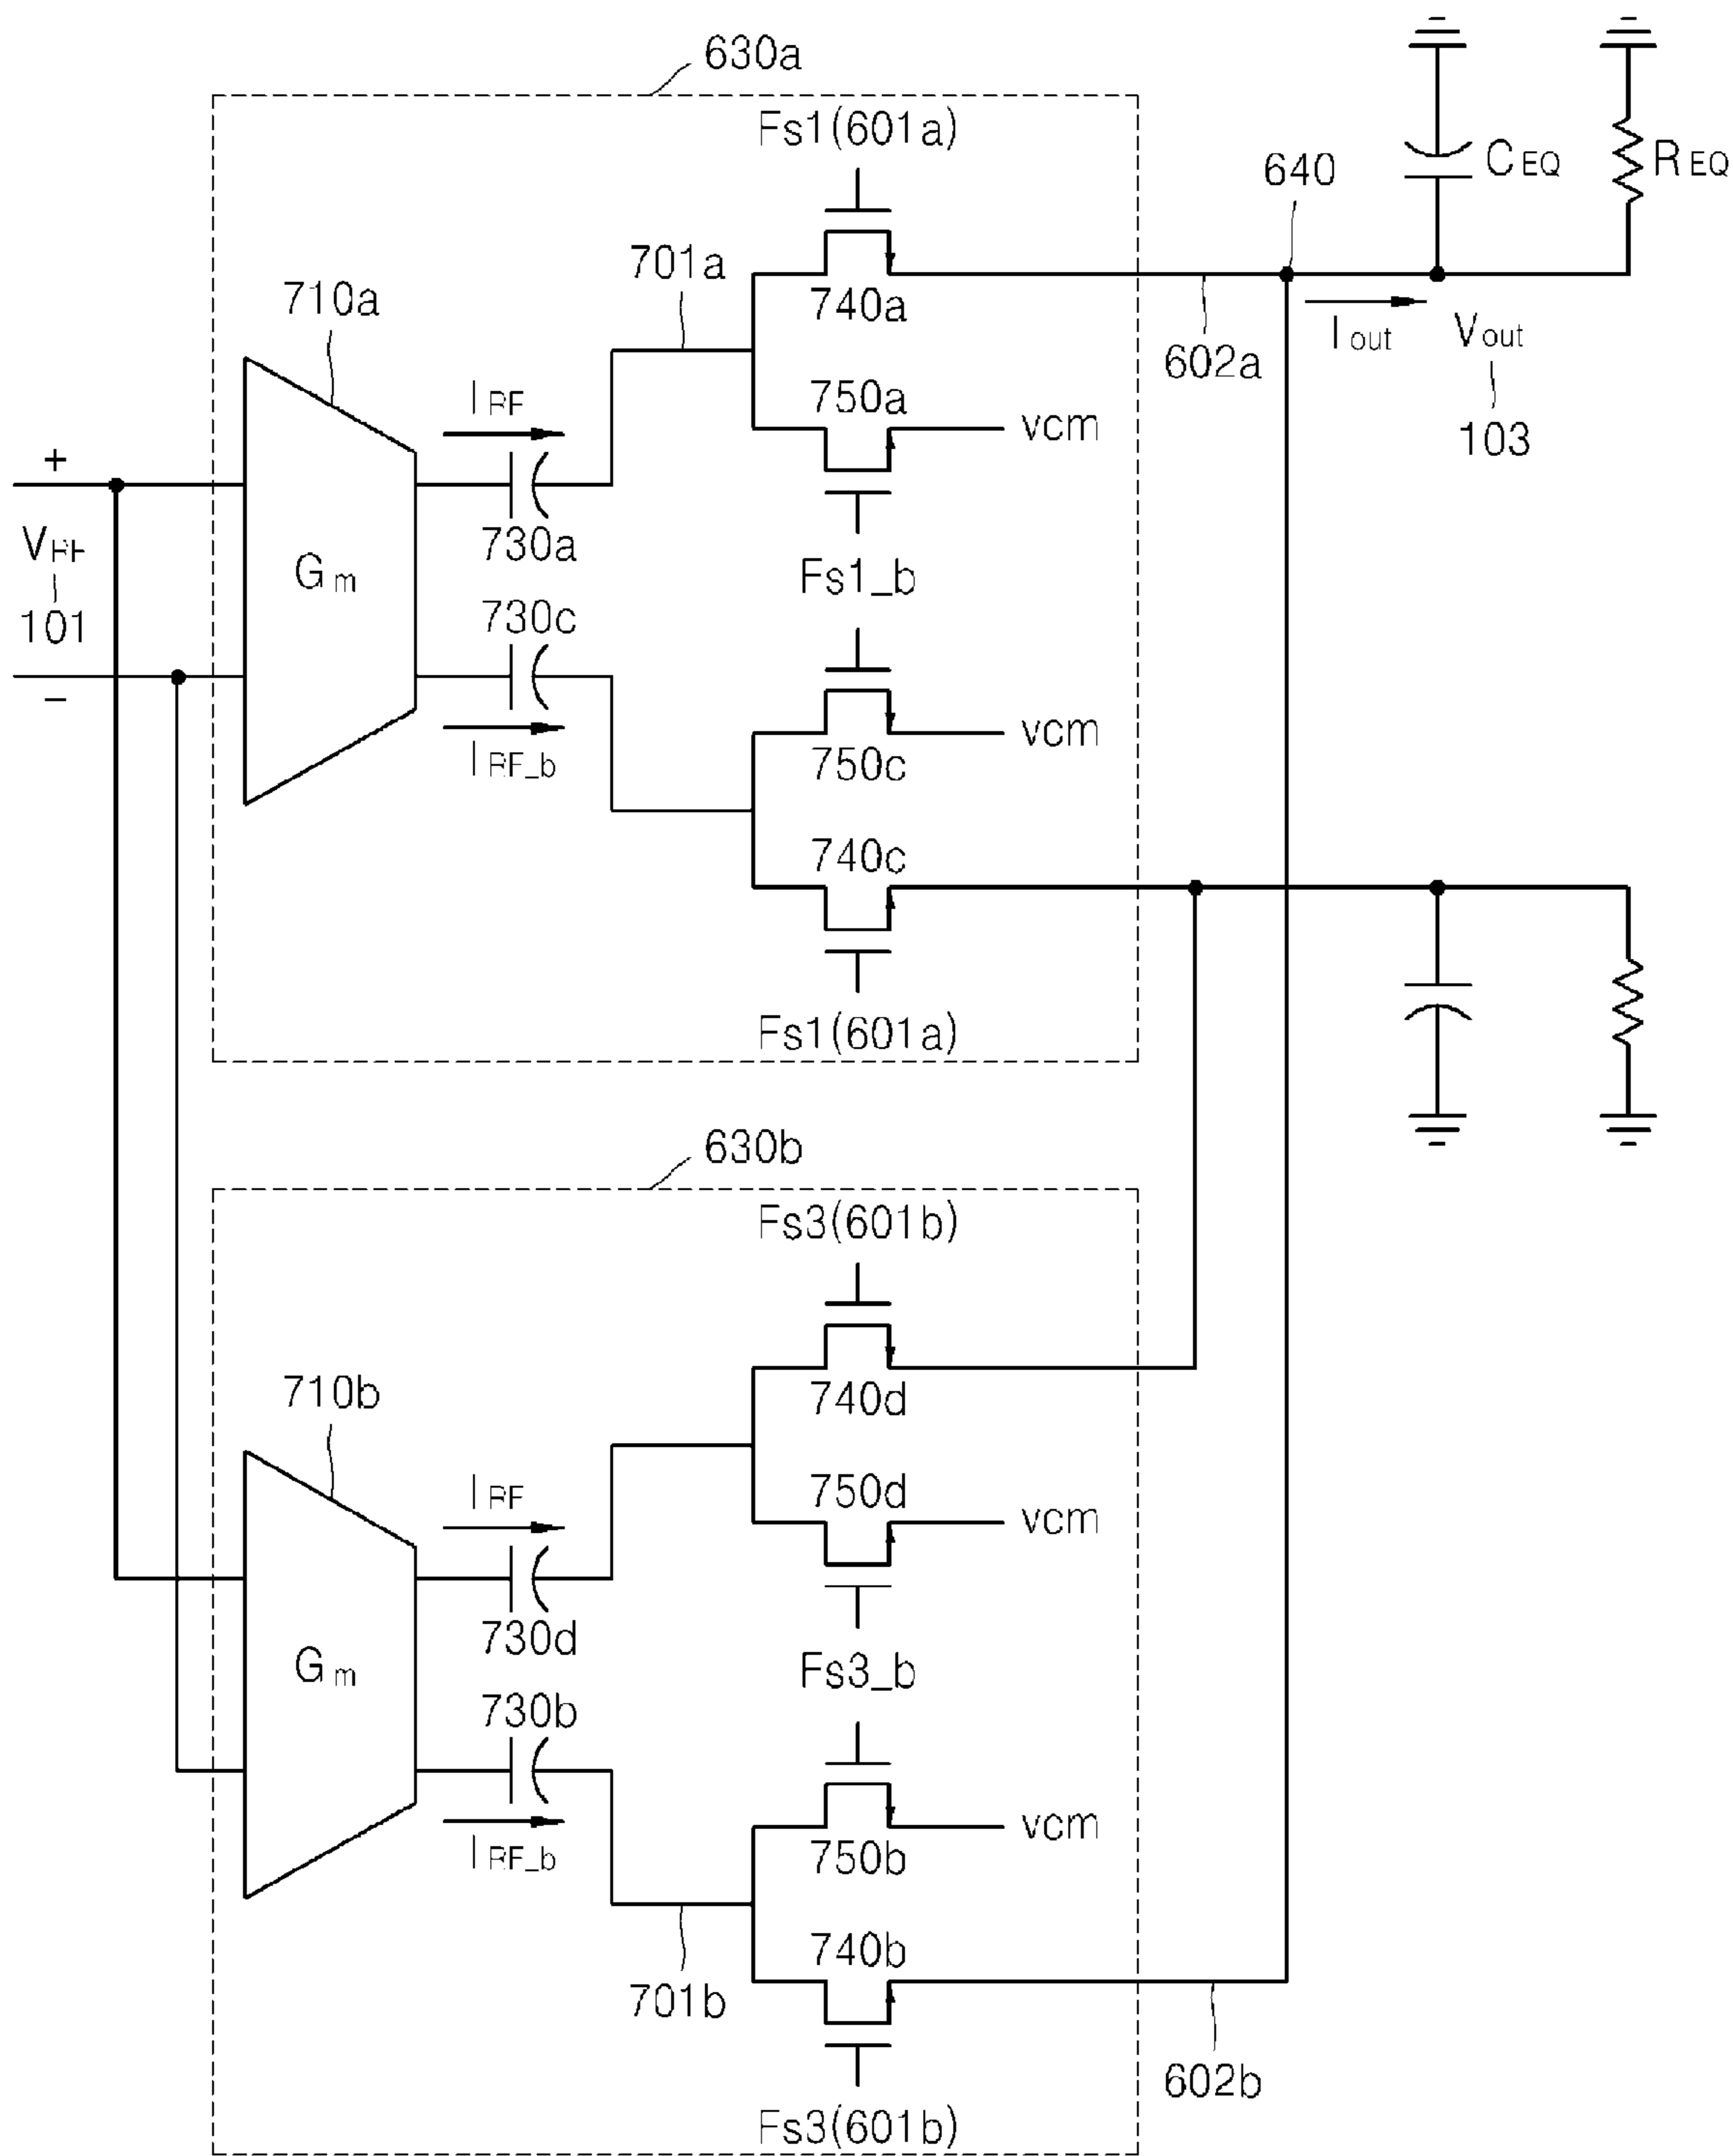 630a
Fs1(601a)
640
CEQ
REQ
701a
710a
740a
Iout
Vout
602a
IRF
750a
vcm
103
+
VRF
730a
Gm
Fs1_b
101
730c
−
vcm
IRF_b
750c
740c
Fs1(601a)
630b
Fs3(601b)
710b
740d
IRF
750d
vcm
730d
Gm
Fs3_b
730b
vcm
IRF_b
750b
740b
701b
602b
Fs3(601b)